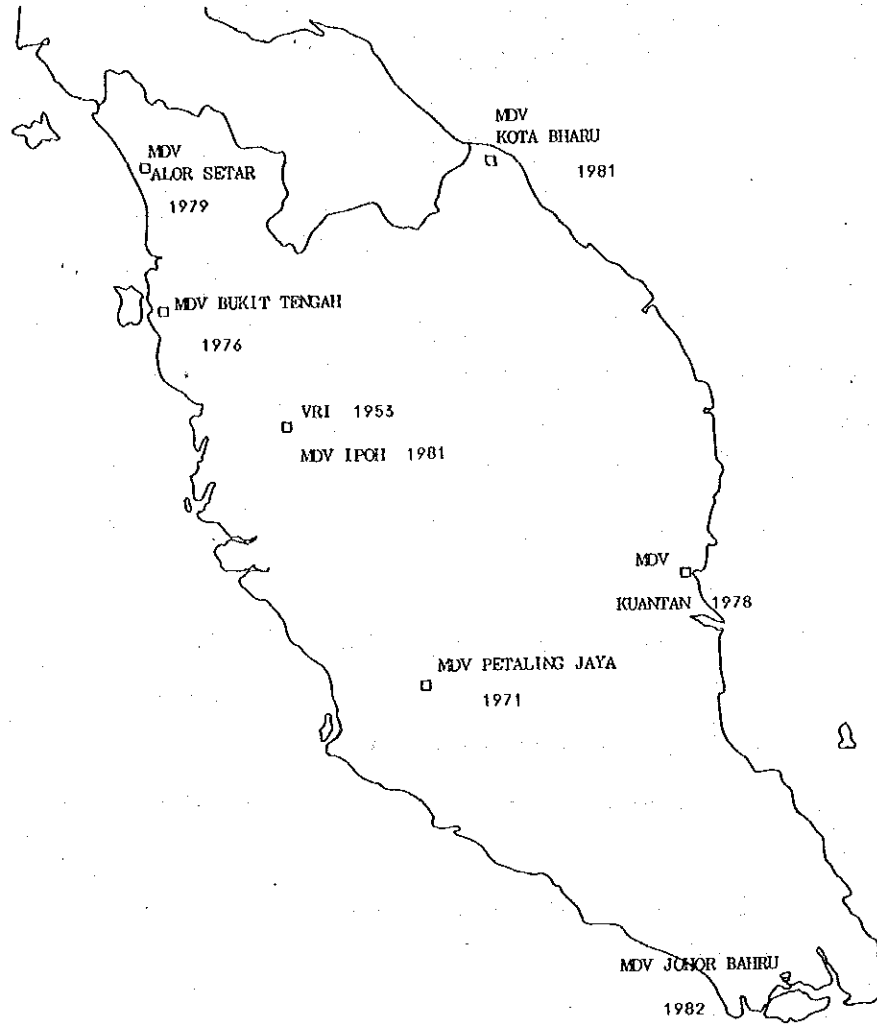 MDV
KOTA BHARU
1981
MDV
ALOR SETAR
1979
MDV BUKIT TENGAH
1976
VRI 1953
MDV IPOH 1981
MDV
KUANTAN 1978
MDV PETALING JAYA
1971
MDV JOHOR BAHRU
1982